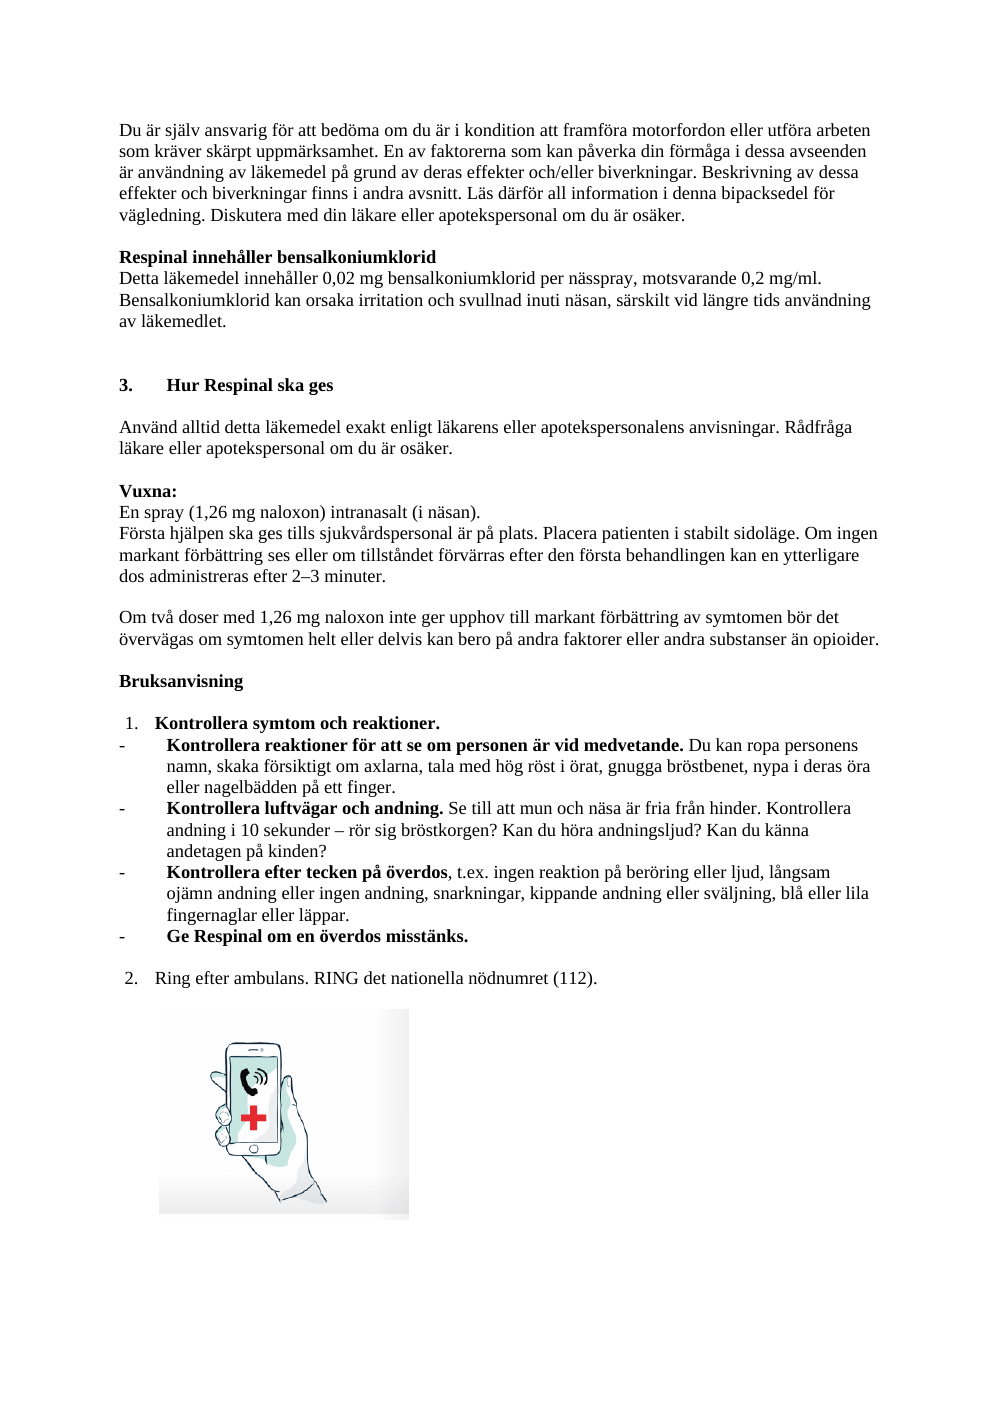 Du är själv ansvarig för att bedöma om du är i kondition att framföra motorfordon eller utföra arbeten
som kräver skärpt uppmärksamhet. En av faktorerna som kan påverka din förmåga i dessa avseenden
är användning av läkemedel på grund av deras effekter och/eller biverkningar. Beskrivning av dessa
effekter och biverkningar finns i andra avsnitt. Läs därför all information i denna bipacksedel för
vägledning. Diskutera med din läkare eller apotekspersonal om du är osäker.
Respinal innehåller bensalkoniumklorid
Detta läkemedel innehåller 0,02 mg bensalkoniumklorid per nässpray, motsvarande 0,2 mg/ml.
Bensalkoniumklorid kan orsaka irritation och svullnad inuti näsan, särskilt vid längre tids användning
av läkemedlet.
3. Hur Respinal ska ges
Använd alltid detta läkemedel exakt enligt läkarens eller apotekspersonalens anvisningar. Rådfråga
läkare eller apotekspersonal om du är osäker.
Vuxna:
En spray (1,26 mg naloxon) intranasalt (i näsan).
Första hjälpen ska ges tills sjukvårdspersonal är på plats. Placera patienten i stabilt sidoläge. Om ingen
markant förbättring ses eller om tillståndet förvärras efter den första behandlingen kan en ytterligare
dos administreras efter 2–3 minuter.
Om två doser med 1,26 mg naloxon inte ger upphov till markant förbättring av symtomen bör det
övervägas om symtomen helt eller delvis kan bero på andra faktorer eller andra substanser än opioider.
Bruksanvisning
1. Kontrollera symtom och reaktioner.
- Kontrollera reaktioner för att se om personen är vid medvetande. Du kan ropa personens
namn, skaka försiktigt om axlarna, tala med hög röst i örat, gnugga bröstbenet, nypa i deras öra
eller nagelbädden på ett finger.
- Kontrollera luftvägar och andning. Se till att mun och näsa är fria från hinder. Kontrollera
andning i 10 sekunder – rör sig bröstkorgen? Kan du höra andningsljud? Kan du känna
andetagen på kinden?
- Kontrollera efter tecken på överdos, t.ex. ingen reaktion på beröring eller ljud, långsam
ojämn andning eller ingen andning, snarkningar, kippande andning eller sväljning, blå eller lila
fingernaglar eller läppar.
- Ge Respinal om en överdos misstänks.
2. Ring efter ambulans. RING det nationella nödnumret (112).